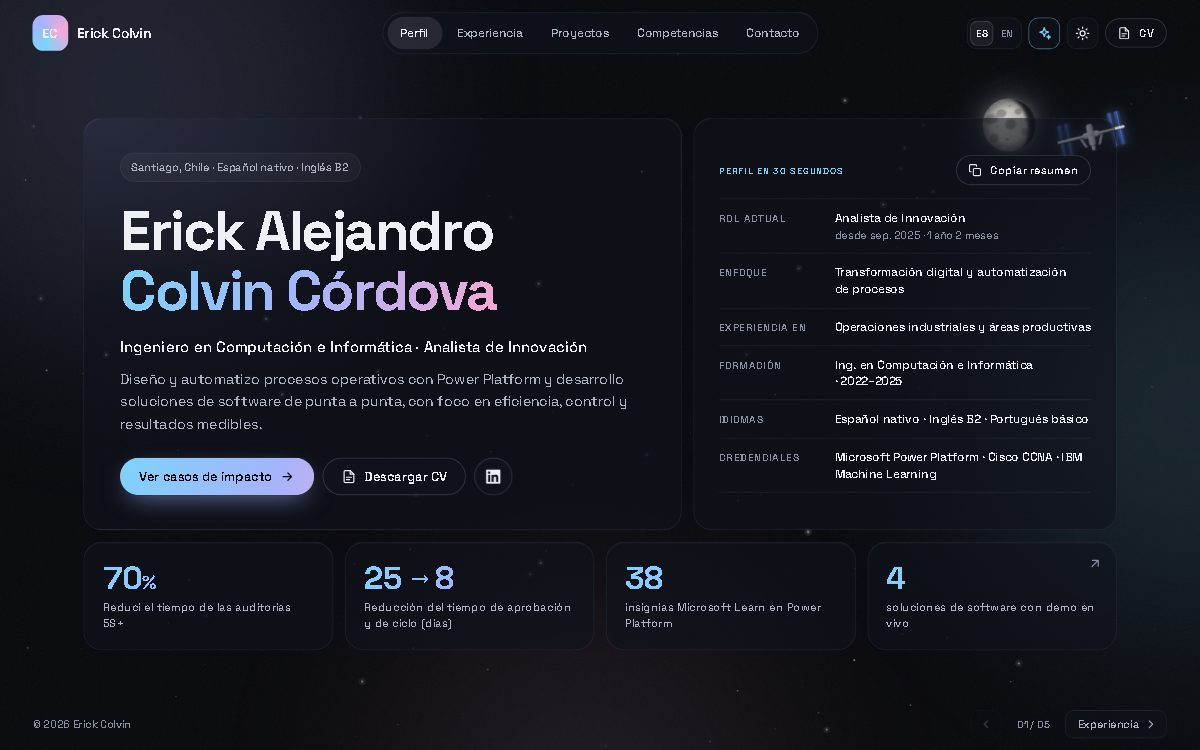 EC Erick Colvin
Perfil Experiencia Proyectos Competencias Contacto
ES EN
CV
Santiago, Chile · Español nativo · Inglés B2
Erick Alejandro
Colvin Córdova
Ingeniero en Computación e Informática · Analista de Innovación
Diseño y automatizo procesos operativos con Power Platform y desarrollo
soluciones de software de punta a punta, con foco en eficiencia, control y
resultados medibles.
Ver casos de impacto →
Descargar CV
in
PERFIL EN 30 SEGUNDOS
Copiar resumen
ROL ACTUAL
Analista de Innovación
desde sep. 2025 · 1 año 2 meses
ENFOQUE
Transformación digital y automatización
de procesos
EXPERIENCIA EN
Operaciones industriales y áreas productivas
FORMACIÓN
Ing. en Computación e Informática
· 2022–2025
IDIOMAS
Español nativo · Inglés B2 · Portugués básico
CREDENCIALES
Microsoft Power Platform · Cisco CCNA · IBM
Machine Learning
70%
Reduci el tiempo de las auditorias
5S+
25 → 8
Reducción del tiempo de aprobación
y de ciclo (días)
38
insignias Microsoft Learn en Power
Platform
4
soluciones de software con demo en
vivo
© 2026 Erick Colvin
01 / 05
Experiencia